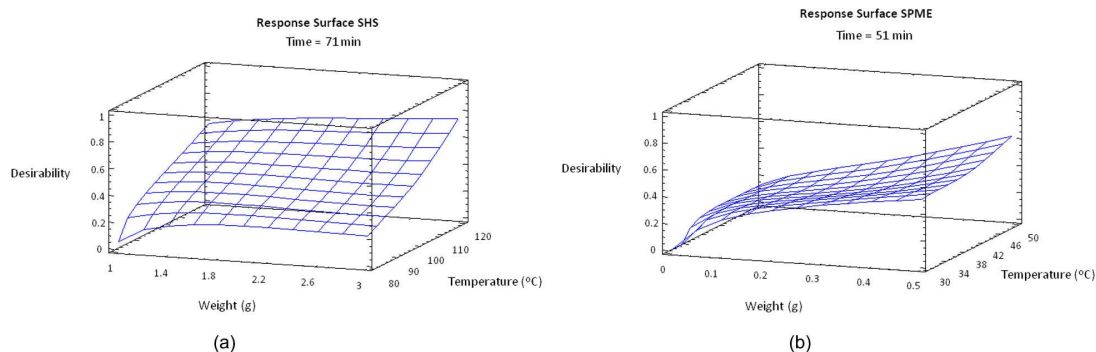 Response Surface SHS
Time = 71 min
1
0.8
0.6
0.4
0.2
0
Desirability
1 1.4 1.8 2.2 2.6 3
80 90 100 110 120
Temperature (ºC)
Weight (g)
(a)
Response Surface SPME
Time = 51 min
1
0.8
0.6
0.4
0.2
0
Desirability
0 0.1 0.2 0.3 0.4 0.5
30 34 38 42 46 50
Temperature (ºC)
Weight (g)
(b)